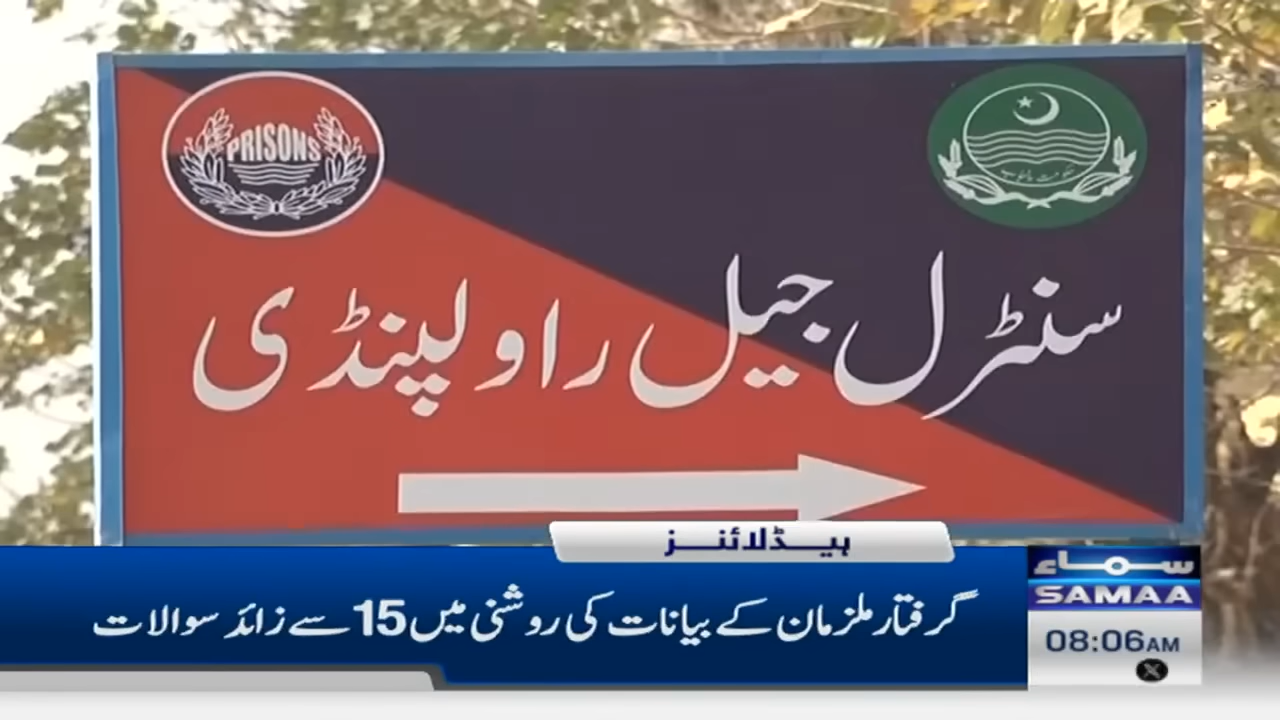 PRISONS
سنٹرل جیل راولپنڈی
ہیڈلائنز
گرفتار ملزمان کے بیانات کی روشنی میں 15 سے زائد سوالات
سماء
SAMAA
08:06AM
X